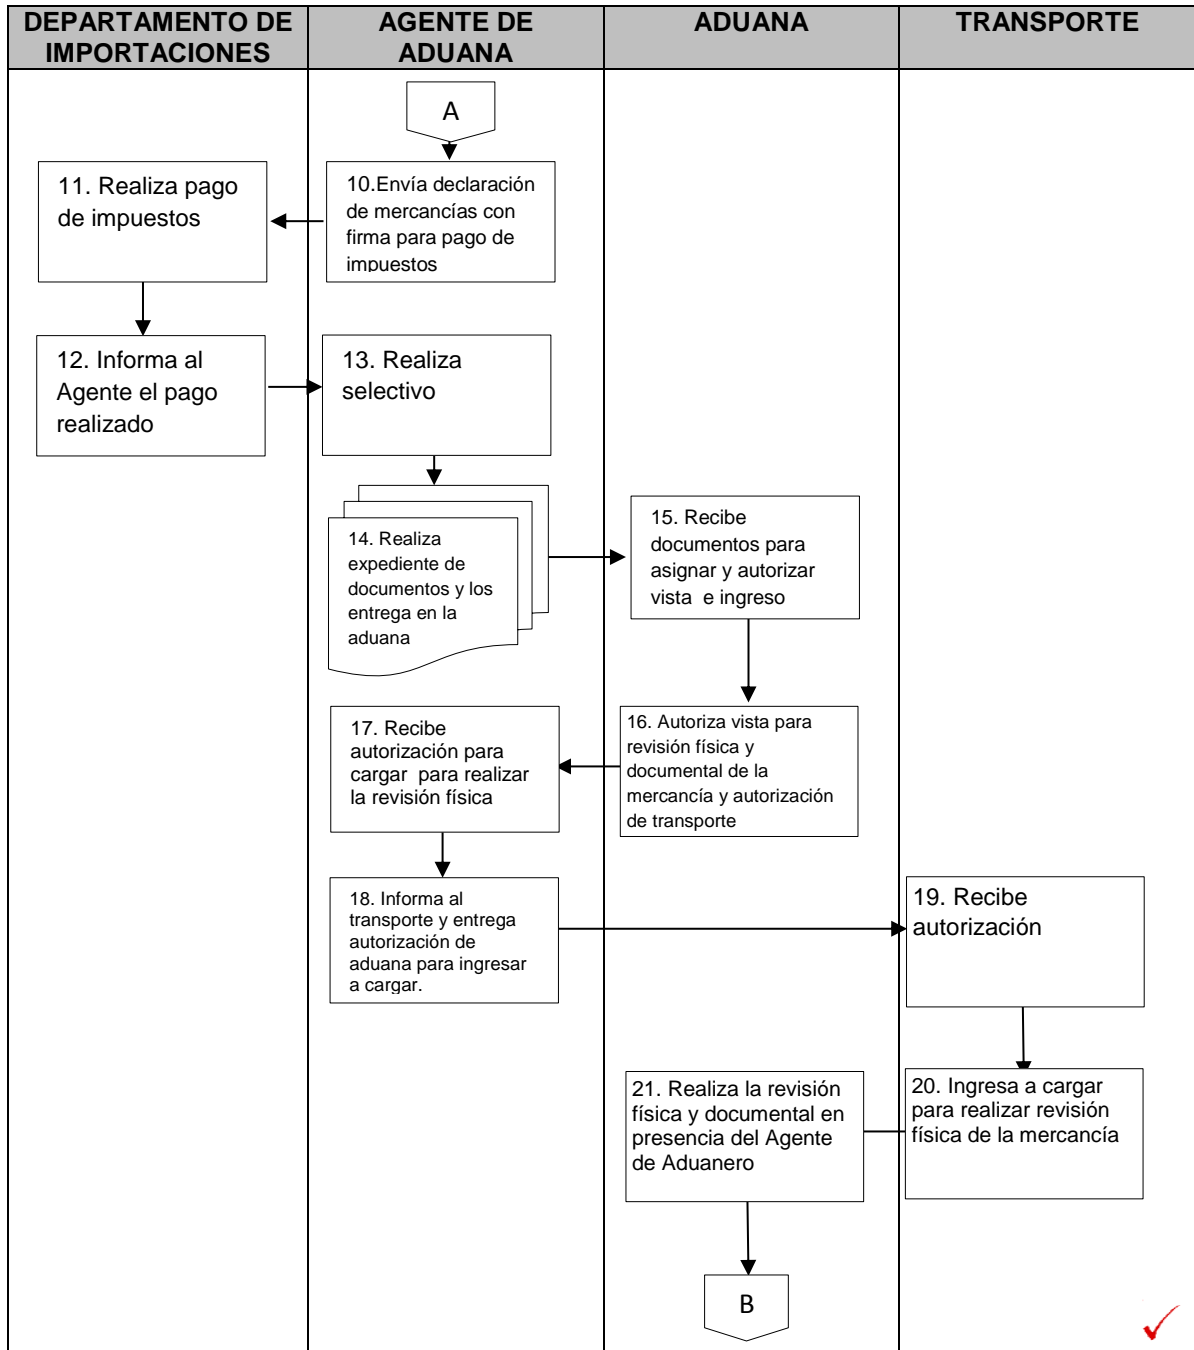 DEPARTAMENTO DE
IMPORTACIONES
AGENTE DE
ADUANA
ADUANA
TRANSPORTE
A
10.Envía declaración
de mercancías con
firma para pago de
impuestos
11. Realiza pago
de impuestos
12. Informa al
Agente el pago
realizado
13. Realiza
selectivo
14. Realiza
expediente de
documentos y los
entrega en la
aduana
15. Recibe
documentos para
asignar y autorizar
vista e ingreso
16. Autoriza vista para
revisión física y
documental de la
mercancía y autorización
de transporte
17. Recibe
autorización para
cargar para realizar
la revisión física
18. Informa al
transporte y entrega
autorización de
aduana para ingresar
a cargar.
19. Recibe
autorización
20. Ingresa a cargar
para realizar revisión
física de la mercancía
21. Realiza la revisión
física y documental en
presencia del Agente
de Aduanero
B